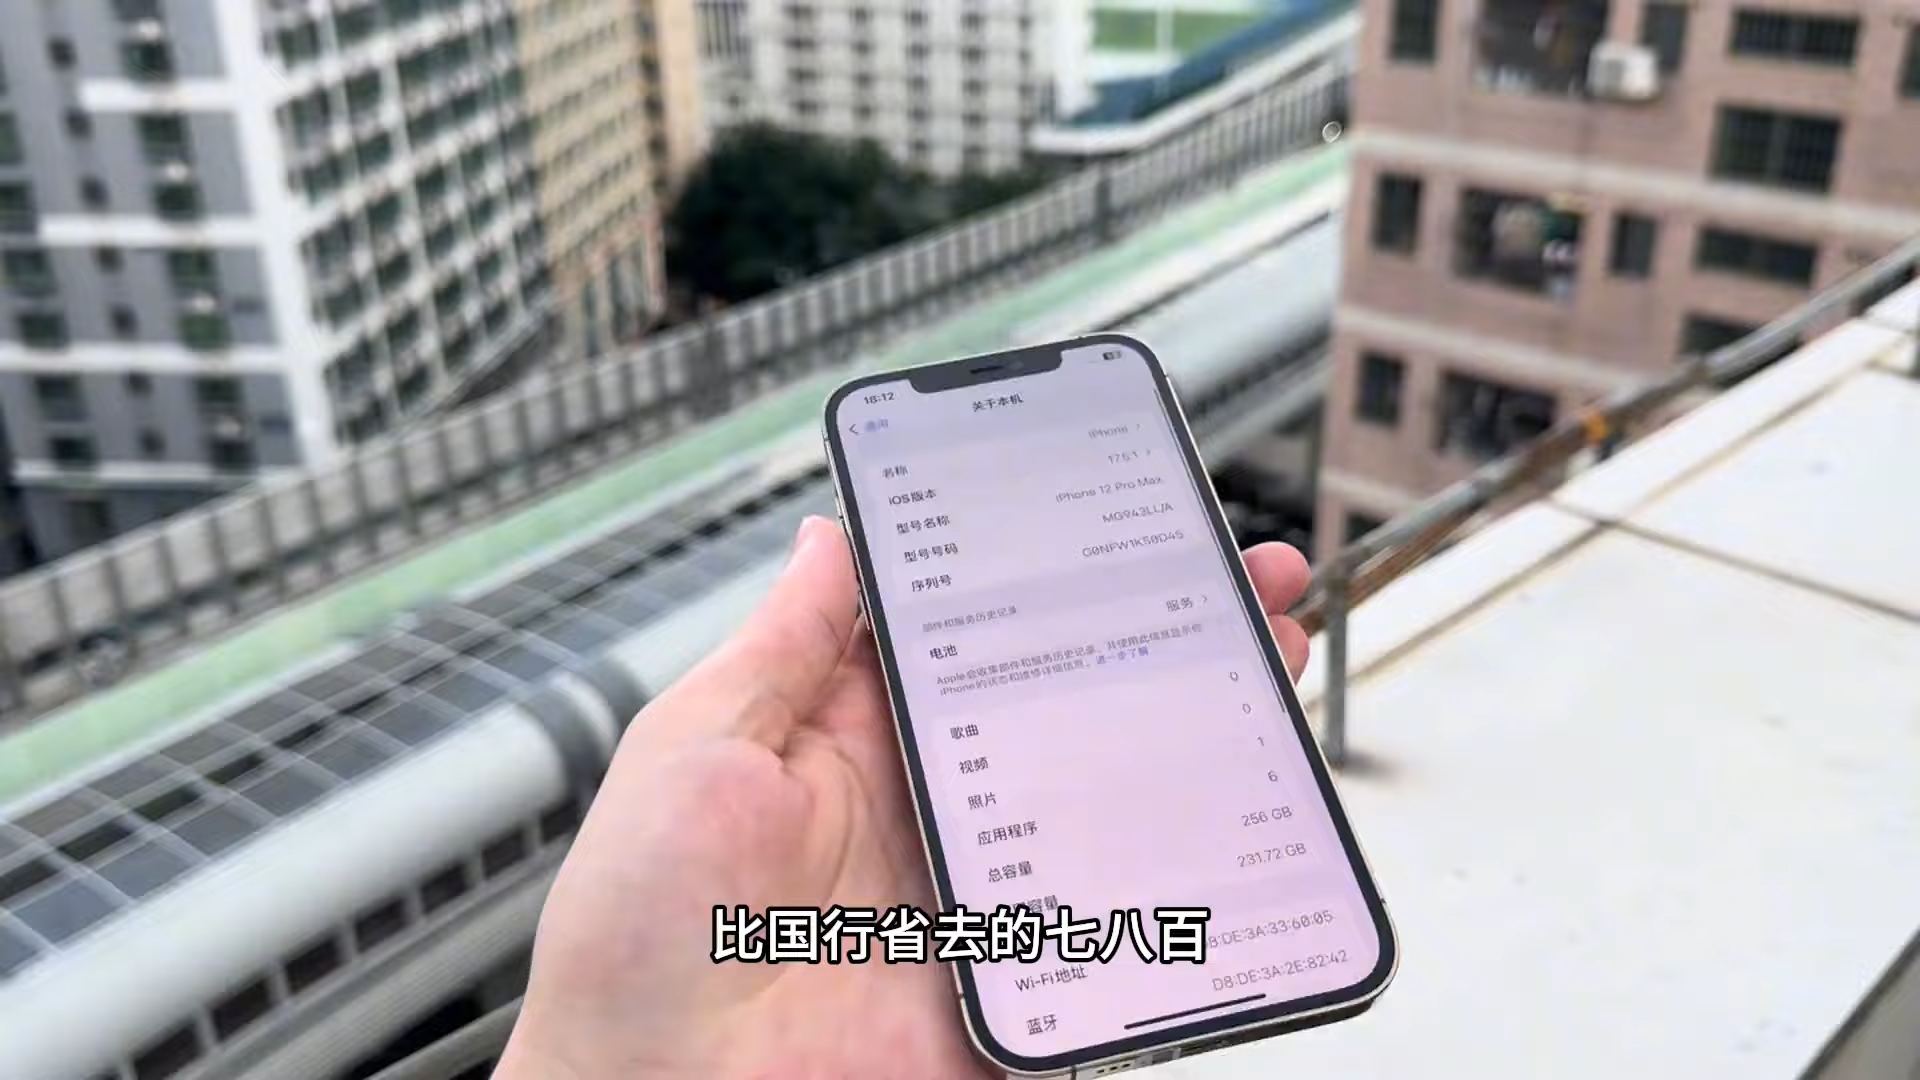 18:12
关于本机
通用
iPhone
名称
17.6.1
iOS版本
iPhone 12 Pro Max
型号名称
MG943LL/A
型号号码
G0NFW1K50D45
序列号
部件和服务历史记录
服务
电池
Apple会收集部件和服务历史记录，并使用此信息显示你
iPhone的状态和维修详细信息。进一步了解
0
歌曲
0
视频
1
照片
6
应用程序
256 GB
总容量
231.72 GB
容量
比国行省去的七八百
8:DE:3A:33:60:05
Wi-Fi地址
D8:DE:3A:2E:82:42
蓝牙